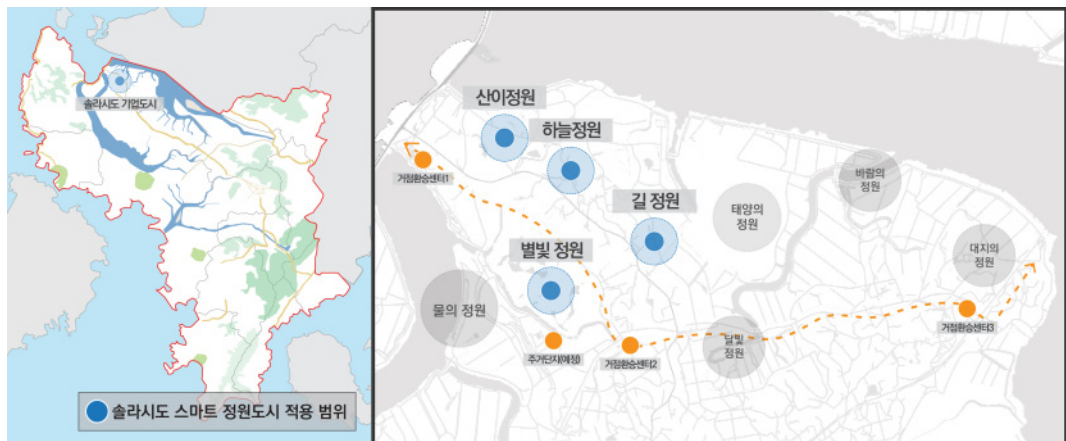 솔라시도 기업도시
솔라시도 스마트 정원도시 적용 범위
산이정원
하늘정원
거점환승센터1
길 정원
태양의
정원
바람의
정원
대지의
정원
별빛 정원
물의 정원
주거단지(예정)
거점환승센터2
달빛
정원
거점환승센터3